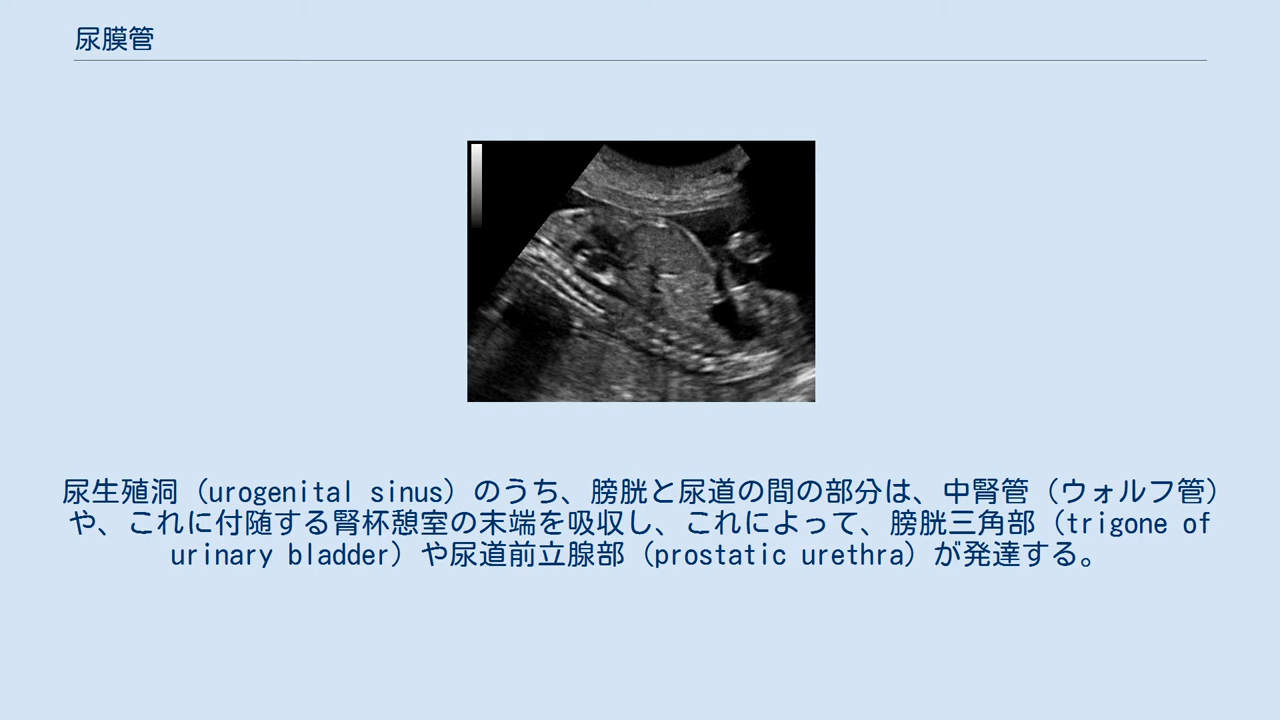 尿膜管
尿生殖洞（urogenital sinus）のうち、膀胱と尿道の間の部分は、中腎管（ウォルフ管）
や、これに付随する腎杯憩室の末端を吸収し、これによって、膀胱三角部（trigone of
urinary bladder）や尿道前立腺部（prostatic urethra）が発達する。